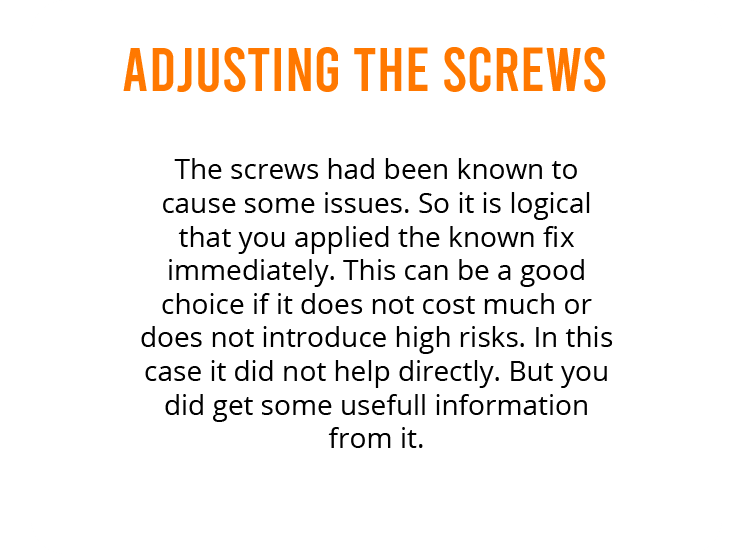 ADJUSTING THE SCREWS
The screws had been known to
cause some issues. So it is logical
that you applied the known fix
immediately. This can be a good
choice if it does not cost much or
does not introduce high risks. In this
case it did not help directly. But you
did get some usefull information
from it.